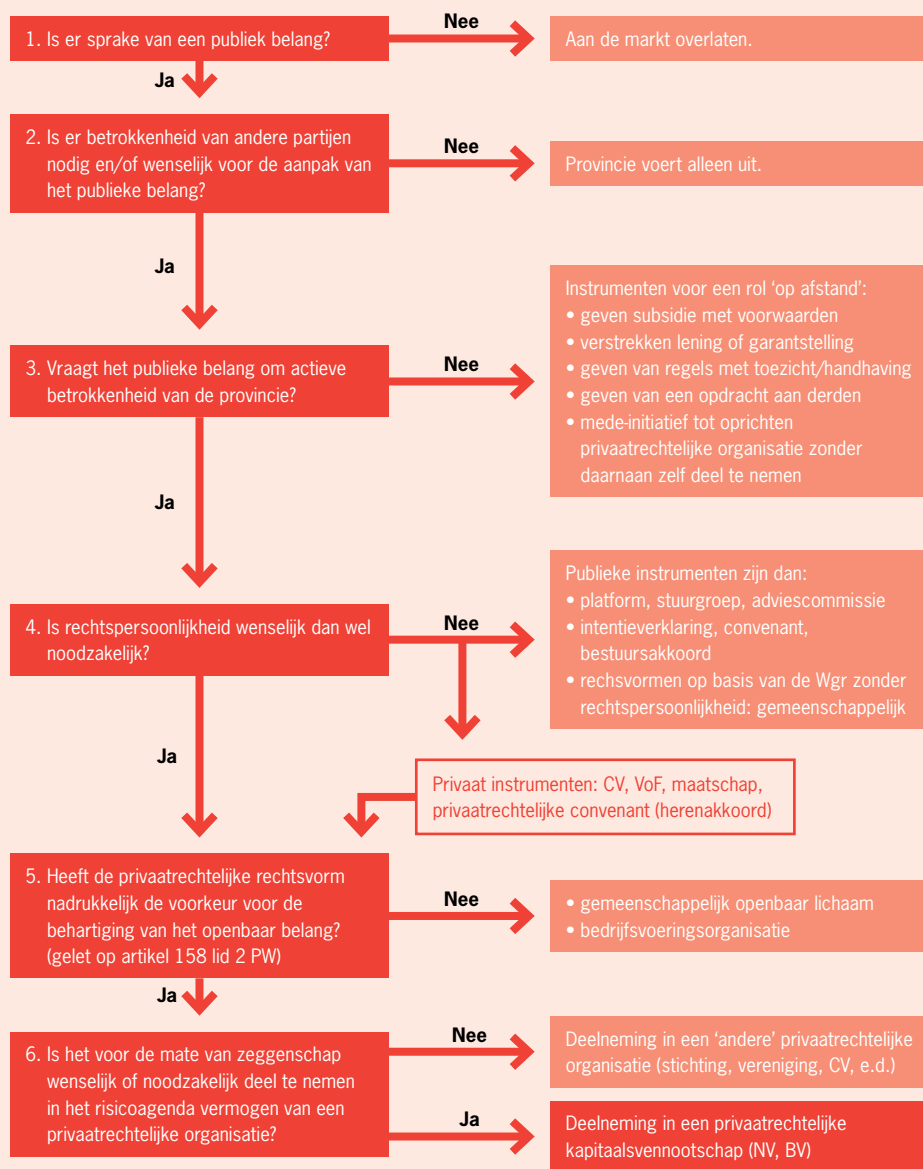 1. Is er sprake van een publiek belang?
Nee
Aan de markt overlaten.
Ja
2. Is er betrokkenheid van andere partijen
nodig en/of wenselijk voor de aanpak van
het publieke belang?
Nee
Provincie voert alleen uit.
Ja
3. Vraagt het publieke belang om actieve
betrokkenheid van de provincie?
Nee
Instrumenten voor een rol ‘op afstand’:
• geven subsidie met voorwaarden
• verstrekken lening of garantstelling
• geven van regels met toezicht/handhaving
• geven van een opdracht aan derden
• mede-initiatief tot oprichten
privaatrechtelijke organisatie zonder
daarnaan zelf deel te nemen
Ja
4. Is rechtspersoonlijkheid wenselijk dan wel
noodzakelijk?
Nee
Publieke instrumenten zijn dan:
• platform, stuurgroep, adviescommissie
• intentieverklaring, convenant,
bestuursakkoord
• rechsvormen op basis van de Wgr zonder
rechtspersoonlijkheid: gemeenschappelijk
Ja
Privaat instrumenten: CV, VoF, maatschap,
privaatrechtelijke convenant (herenakkoord)
5. Heeft de privaatrechtelijke rechtsvorm
nadrukkelijk de voorkeur voor de
behartiging van het openbaar belang?
(gelet op artikel 158 lid 2 PW)
Nee
• gemeenschappelijk openbaar lichaam
• bedrijfsvoeringsorganisatie
Ja
6. Is het voor de mate van zeggenschap
wenselijk of noodzakelijk deel te nemen
in het risicoagenda vermogen van een
privaatrechtelijke organisatie?
Nee
Deelneming in een ‘andere’ privaatrechtelijke
organisatie (stichting, vereniging, CV, e.d.)
Ja
Deelneming in een privaatrechtelijke
kapitaalsvennootschap (NV, BV)